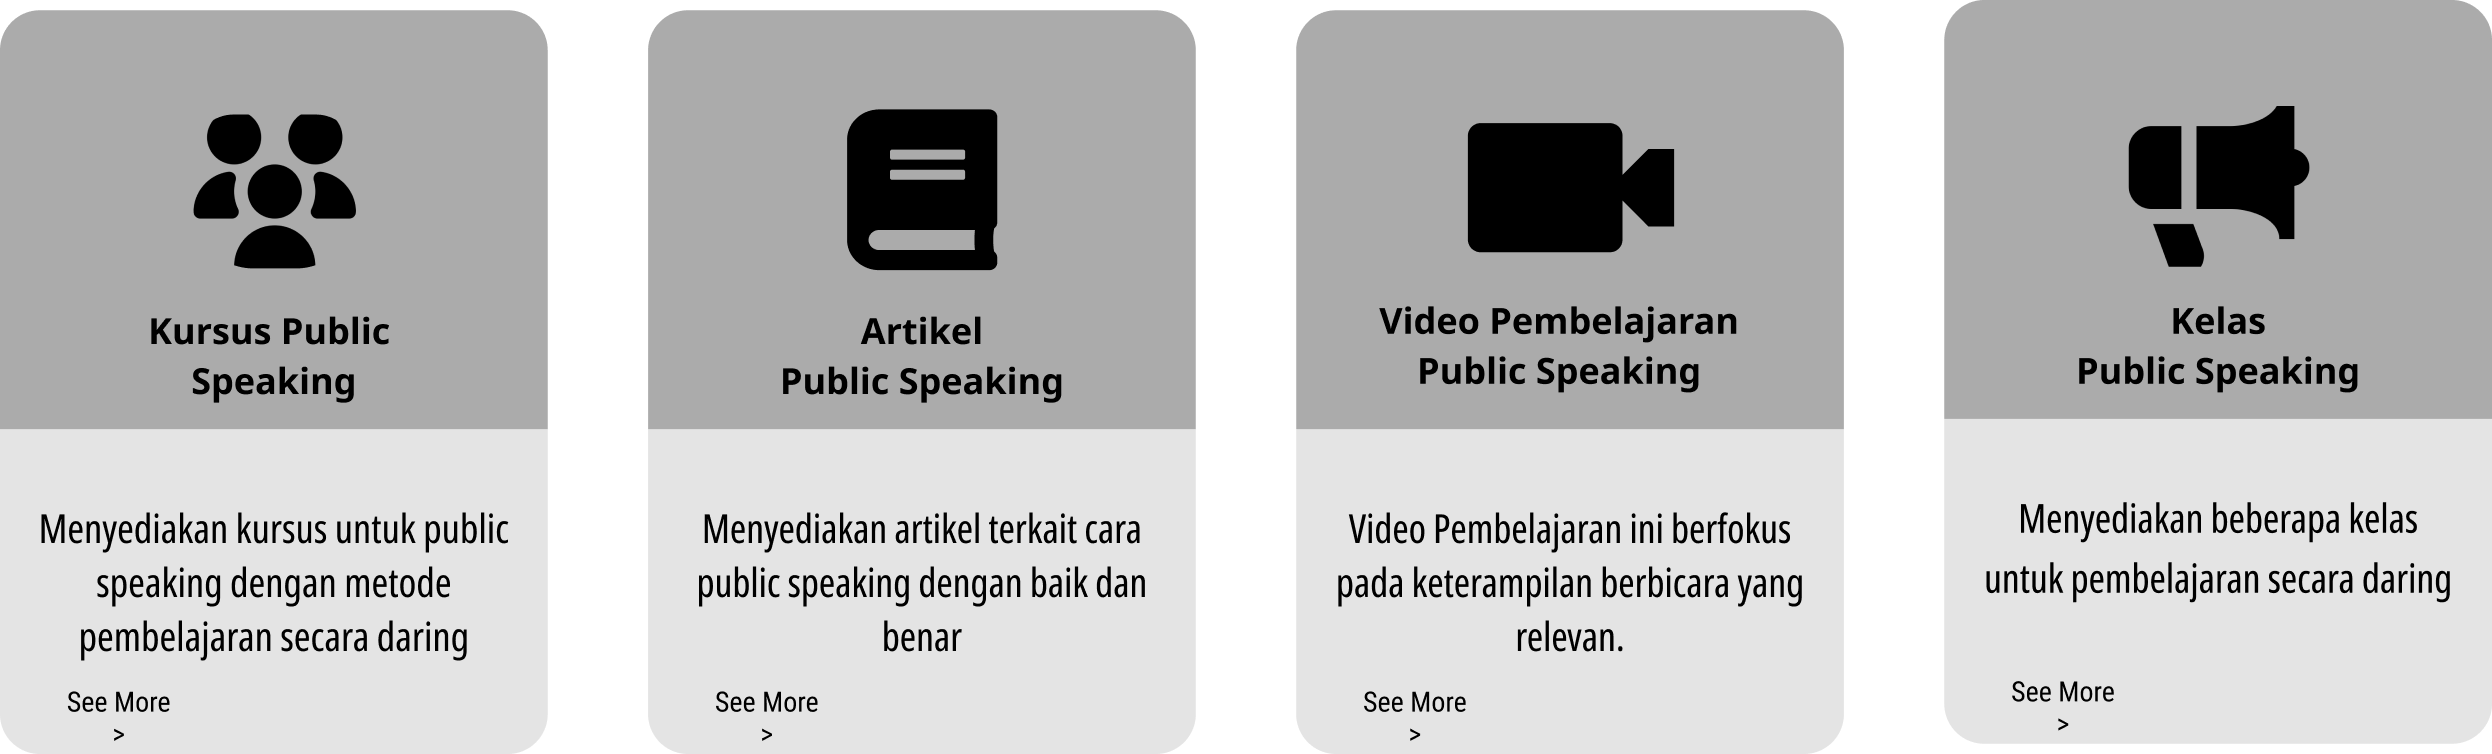 Kursus Public
Speaking
Menyediakan kursus untuk public
speaking dengan metode
pembelajaran secara daring
See More
>
Artikel
Public Speaking
Menyediakan artikel terkait cara
public speaking dengan baik dan
benar
See More
>
Video Pembelajaran
Public Speaking
Video Pembelajaran ini berfokus
pada keterampilan berbicara yang
relevan.
See More
>
Kelas
Public Speaking
Menyediakan beberapa kelas
untuk pembelajaran secara daring
See More
>